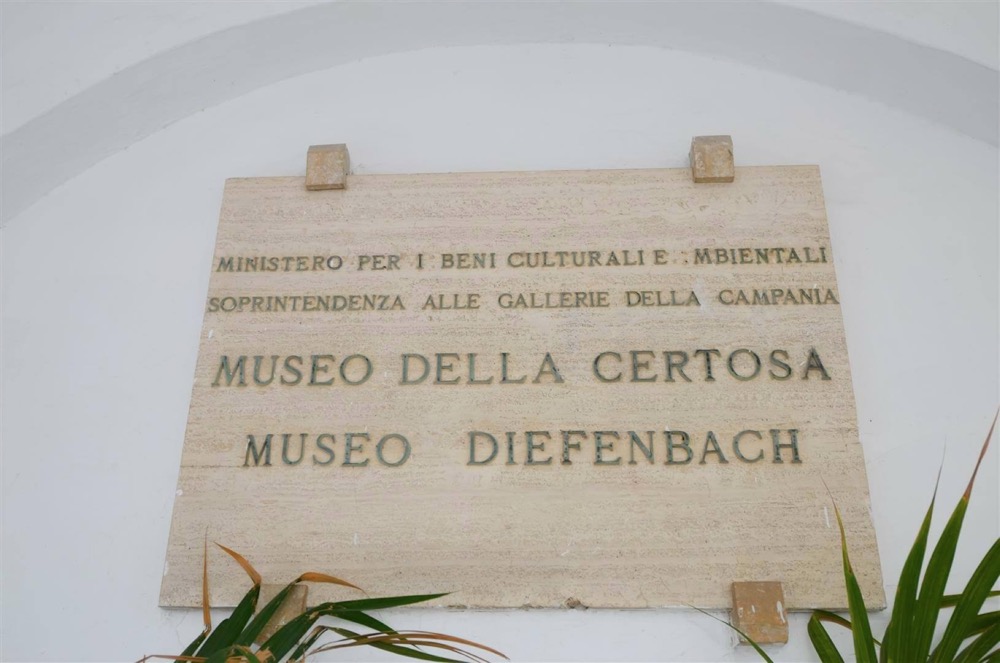 MINISTERO PER I BENI CULTURALI E MBIENTALI
SOPRINTENDENZA ALLE GALLERIE DELLA CAMPANIA
MUSEO DELLA CERTOSA
MUSEO DIEFENBACH